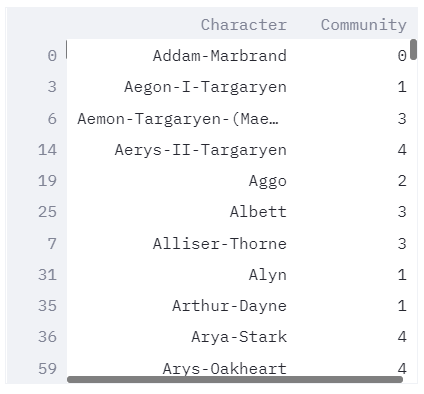 Character Community
0 Addam-Marbrand 0
3 Aegon-I-Targaryen 1
6 Aemon-Targaryen-(Mae… 3
14 Aerys-II-Targaryen 4
19 Aggo 2
25 Albett 3
7 Alliser-Thorne 3
31 Alyn 1
35 Arthur-Dayne 1
36 Arya-Stark 4
59 Arys-Oakheart 4